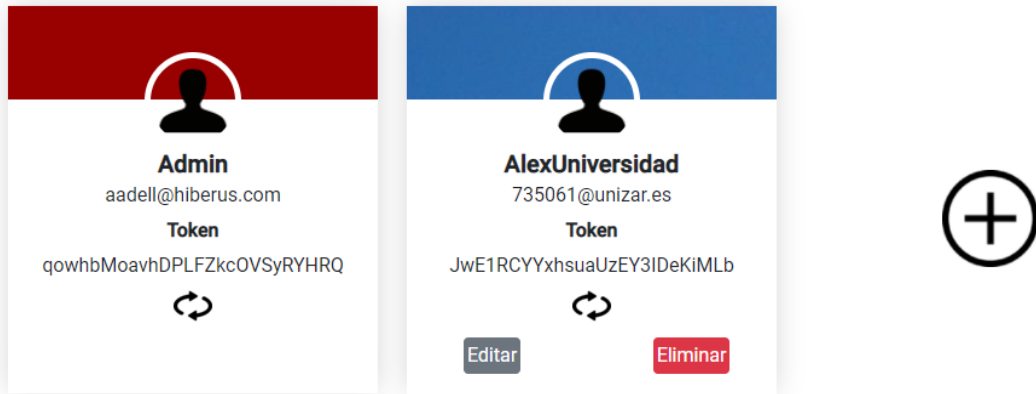 Admin
aadell@hiberus.com
Token
qowhbMoavhDPLFZkcOVSyRYHRQ
AlexUniversidad
735061@unizar.es
Token
JwE1RCYYxhsuaUzEY3IDeKiMLb
Editar
Eliminar